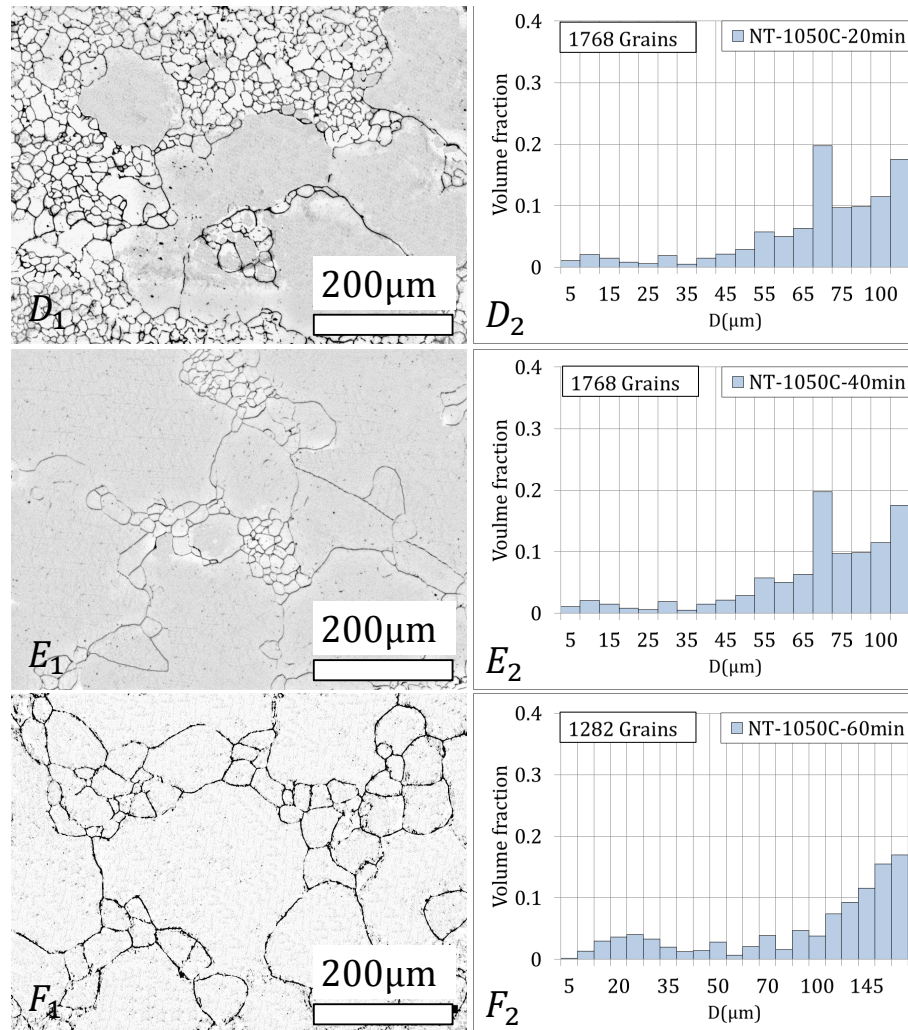 1768 Grains
NT-1050C-20min
0.4
0.3
0.2
0.1
0
Volume fraction
5 15 25 35 45 55 65 75 100
D(μm)
200μm
D1
D2
1768 Grains
NT-1050C-40min
0.4
0.3
0.2
0.1
0
Voulme fraction
5 15 25 35 45 55 65 75 100
D(μm)
200μm
E1
E2
1282 Grains
NT-1050C-60min
0.4
0.3
0.2
0.1
0
Volume fraction
5 20 35 50 70 100 145
D(μm)
200μm
F1
F2